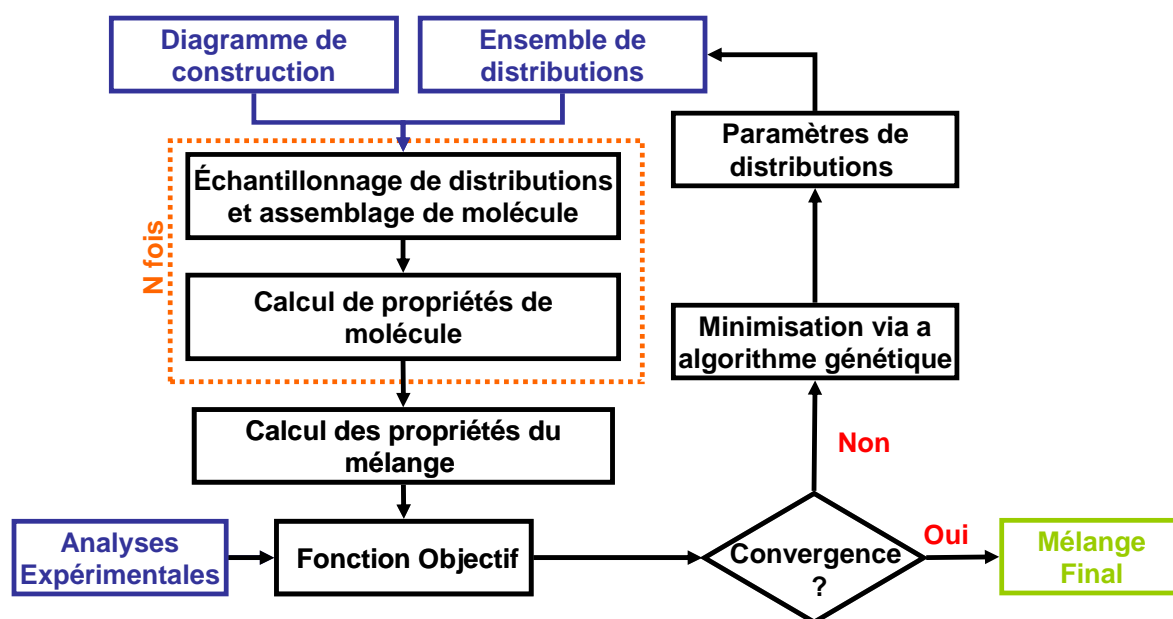 Diagramme de
construction
Ensemble de
distributions
Paramètres de
distributions
Échantillonnage de distributions
et assemblage de molécule
N fois
Calcul de propriétés de
molécule
Minimisation via a
algorithme génétique
Calcul des propriétés du
mélange
Non
Analyses
Expérimentales
Fonction Objectif
Convergence
?
Oui
Mélange
Final